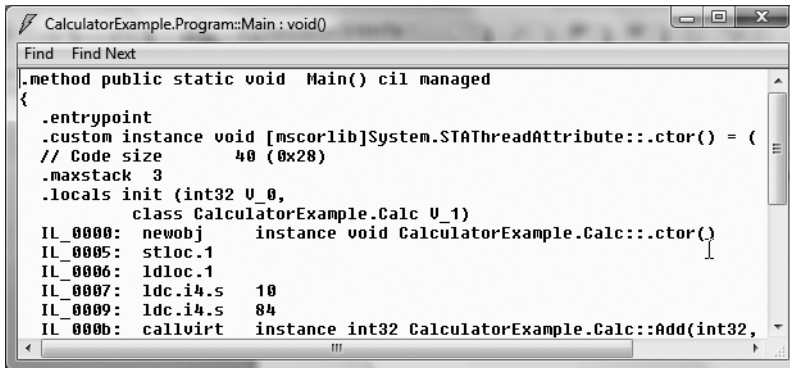 CalculatorExample.Program::Main : void()
Find Find Next
.method public static void  Main() cil managed
{
  .entrypoint
  .custom instance void [mscorlib]System.STAThreadAttribute::.ctor() = (
  // Code size       40 (0x28)
  .maxstack  3
  .locals init (int32 V_0,
           class CalculatorExample.Calc V_1)
  IL_0000:  newobj     instance void CalculatorExample.Calc::.ctor()
  IL_0005:  stloc.1
  IL_0006:  ldloc.1
  IL_0007:  ldc.i4.s   10
  IL_0009:  ldc.i4.s   84
  IL_000b:  callvirt   instance int32 CalculatorExample.Calc::Add(int32,